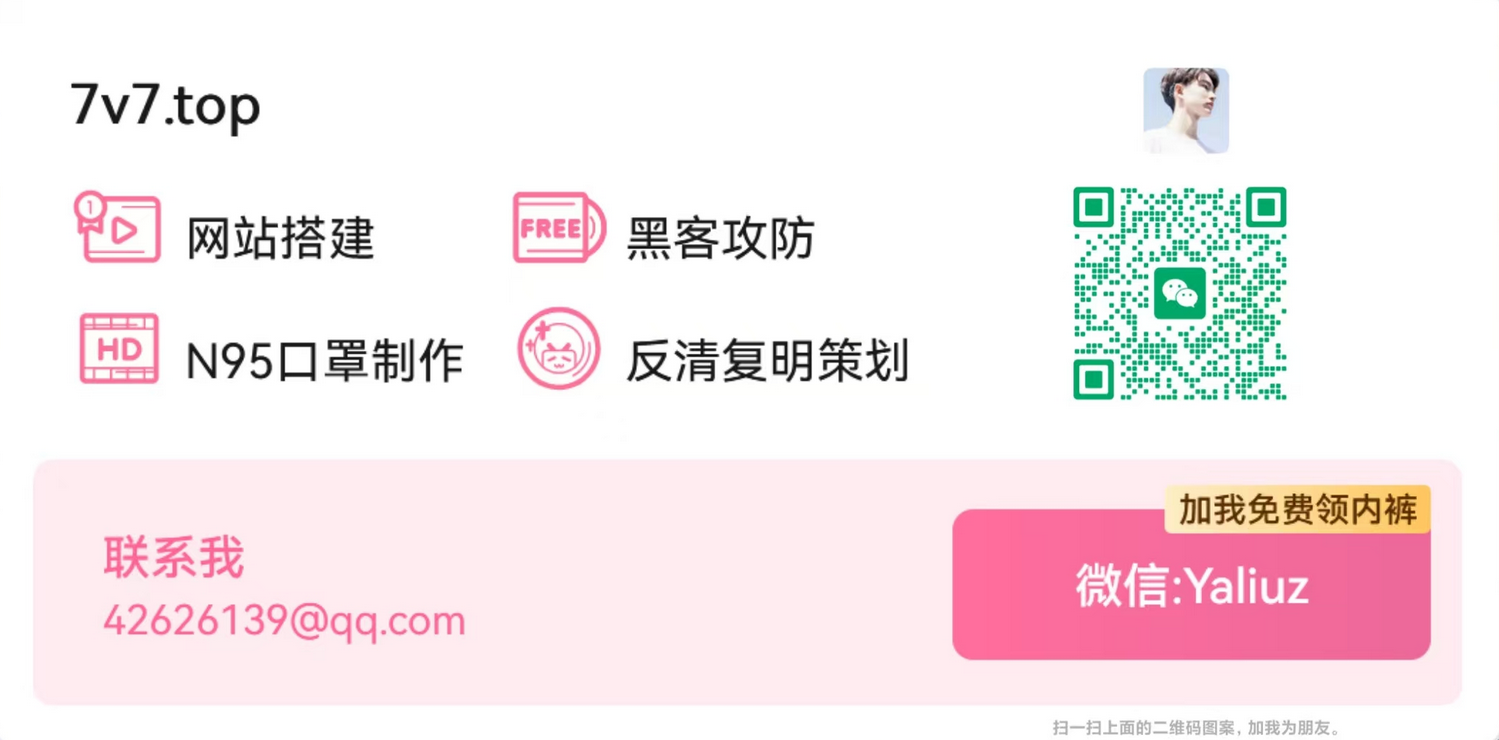 7v7.top
1
网站搭建
FREE
黑客攻防
HD
N95口罩制作
反清复明策划
联系我
42626139@qq.com
加我免费领内裤
微信:Yaliuz
扫一扫上面的二维码图案，加我为朋友。